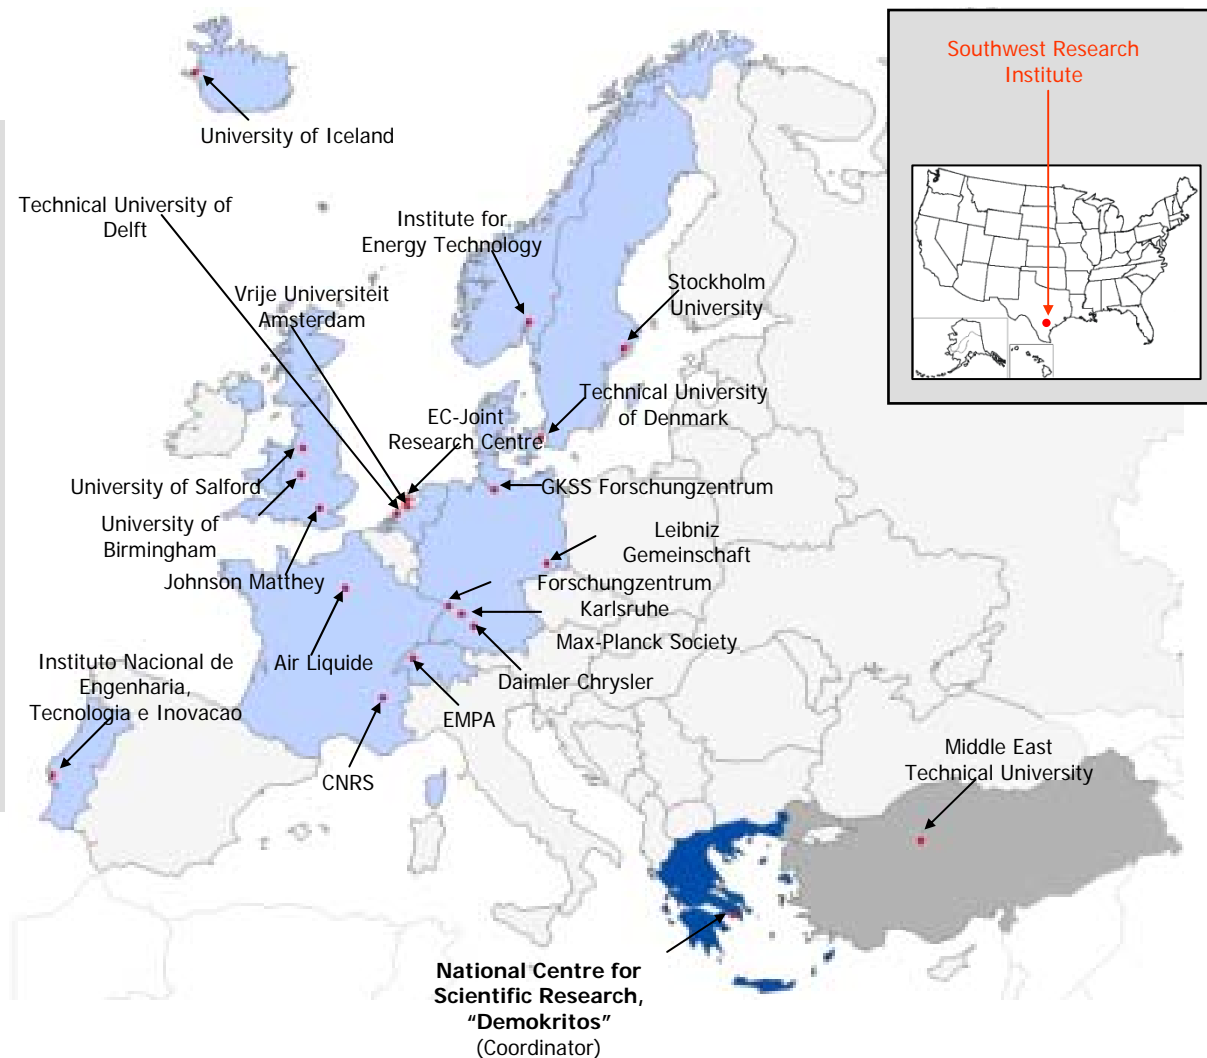 Southwest Research
Institute
University of Iceland
Technical University of
Delft
Institute for
Energy Technology
Vrije Universiteit
Amsterdam
Stockholm
University
Technical University
of Denmark
EC-Joint
Research Centre
University of Salford
GKSS Forschungzentrum
University of
Birmingham
Leibniz
Gemeinschaft
Johnson Matthey
Forschungzentrum
Karlsruhe
Max-Planck Society
Instituto Nacional de
Engenharia,
Tecnologia e Inovacao
Air Liquide
Daimler Chrysler
EMPA
CNRS
Middle East
Technical University
National Centre for
Scientific Research,
“Demokritos”
(Coordinator)